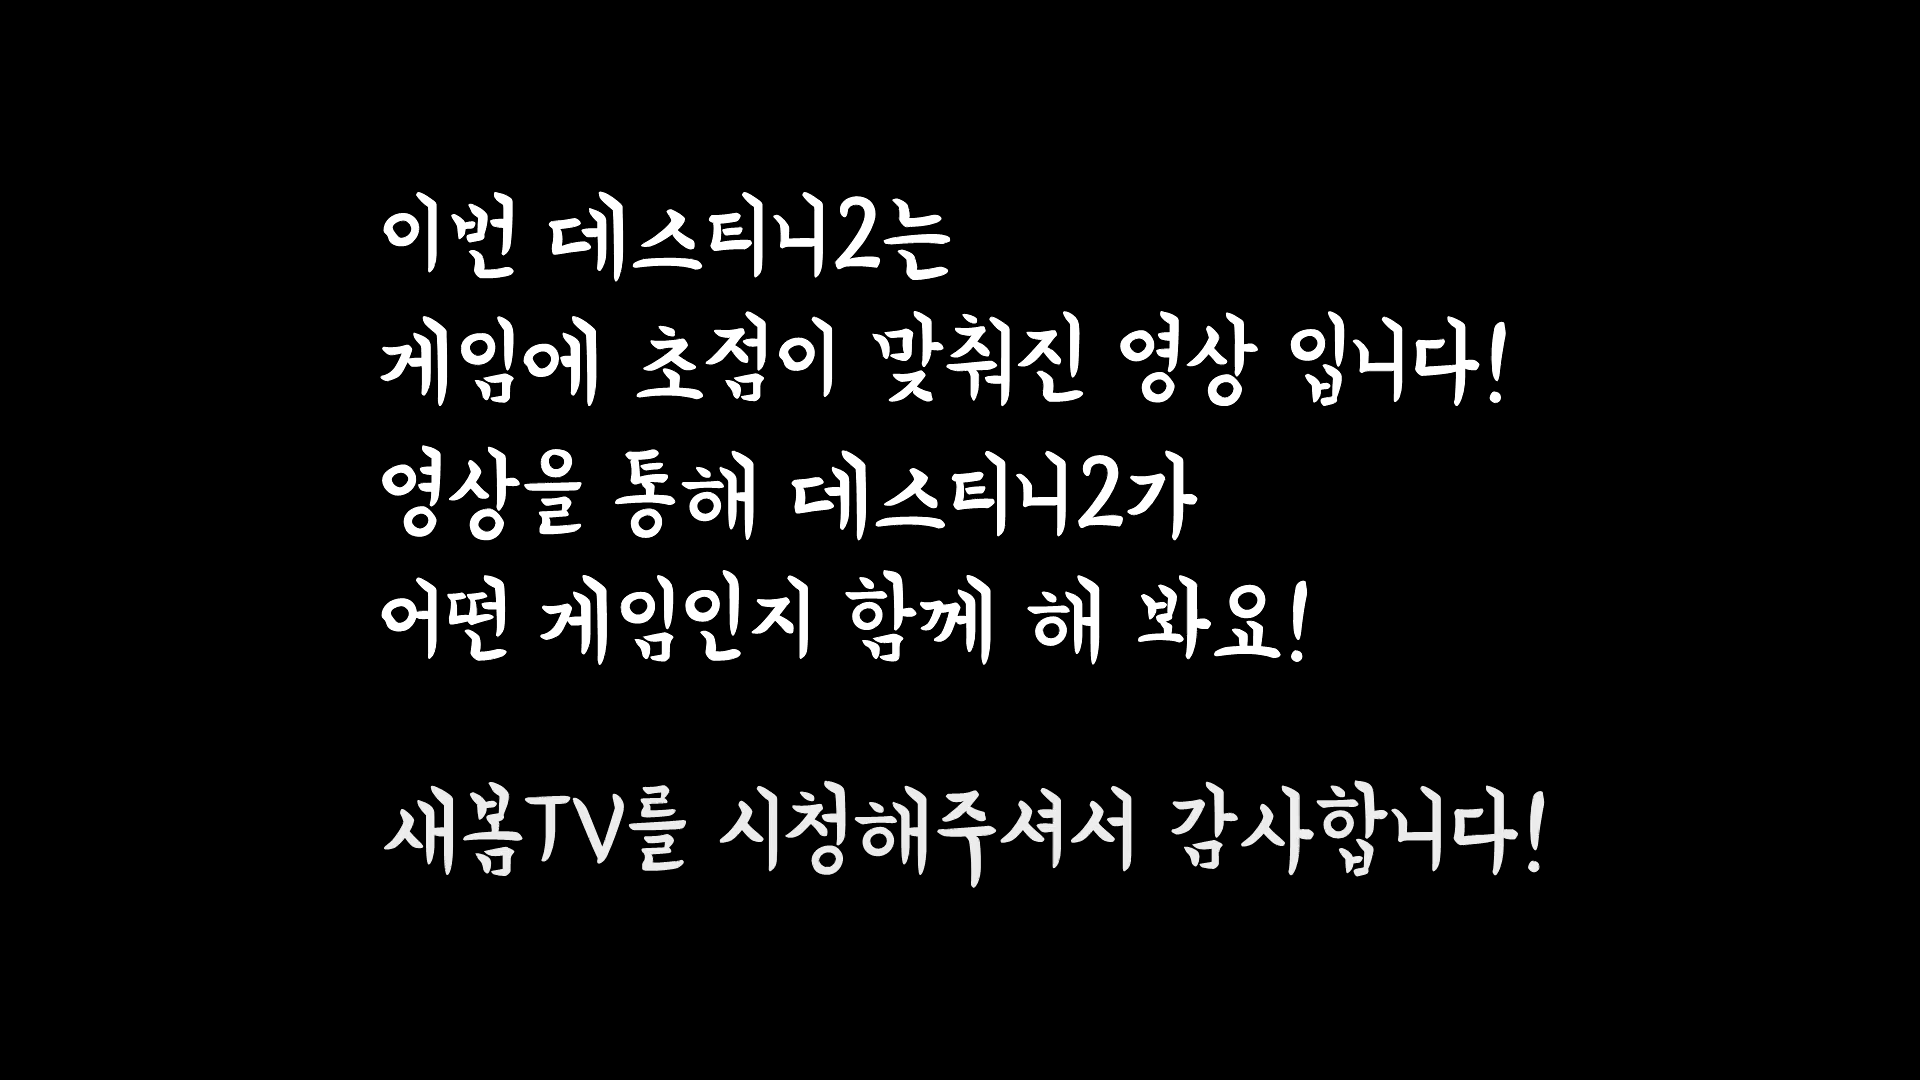 이번 데스티니2는
게임에 초점이 맞춰진 영상 입니다!
영상을 통해 데스티니2가
어떤 게임인지 함께 해 봐요!
새봄TV를 시청해주셔서 감사합니다!